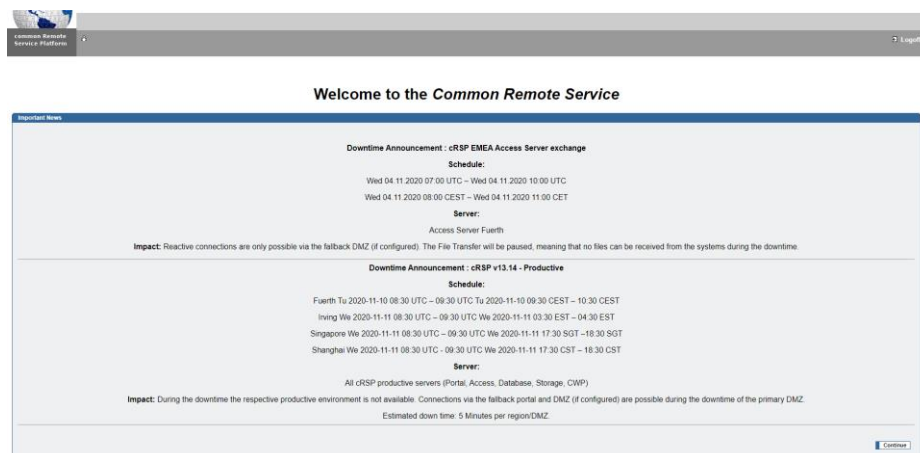 common Remote
Service Platform
Logoff
Welcome to the Common Remote Service
Important News
Downtime Announcement : cRSP EMEA Access Server exchange
Schedule:
Wed 04.11.2020 07:00 UTC – Wed 04.11.2020 10:00 UTC
Wed 04.11.2020 08:00 CEST – Wed 04.11.2020 11:00 CET
Server:
Access Server Fuerth
Impact: Reactive connections are only possible via the fallback DMZ (if configured). The File Transfer will be paused, meaning that no files can be received from the systems during the downtime.
Downtime Announcement : cRSP v13.14 - Productive
Schedule:
Fuerth Tu 2020-11-10 08:30 UTC – 09:30 UTC Tu 2020-11-10 09:30 CEST – 10:30 CEST
Irving We 2020-11-11 08:30 UTC – 09:30 UTC We 2020-11-11 03:30 EST – 04:30 EST
Singapore We 2020-11-11 08:30 UTC – 09:30 UTC We 2020-11-11 17:30 SGT –18:30 SGT
Shanghai We 2020-11-11 08:30 UTC - 09:30 UTC We 2020-11-11 17:30 CST – 18:30 CST
Server:
All cRSP productive servers (Portal, Access, Database, Storage, CWP)
Impact: During the downtime the respective productive environment is not available. Connections via the fallback portal and DMZ (if configured) are possible during the downtime of the primary DMZ.
Estimated down time: 5 Minutes per region/DMZ.
Continue